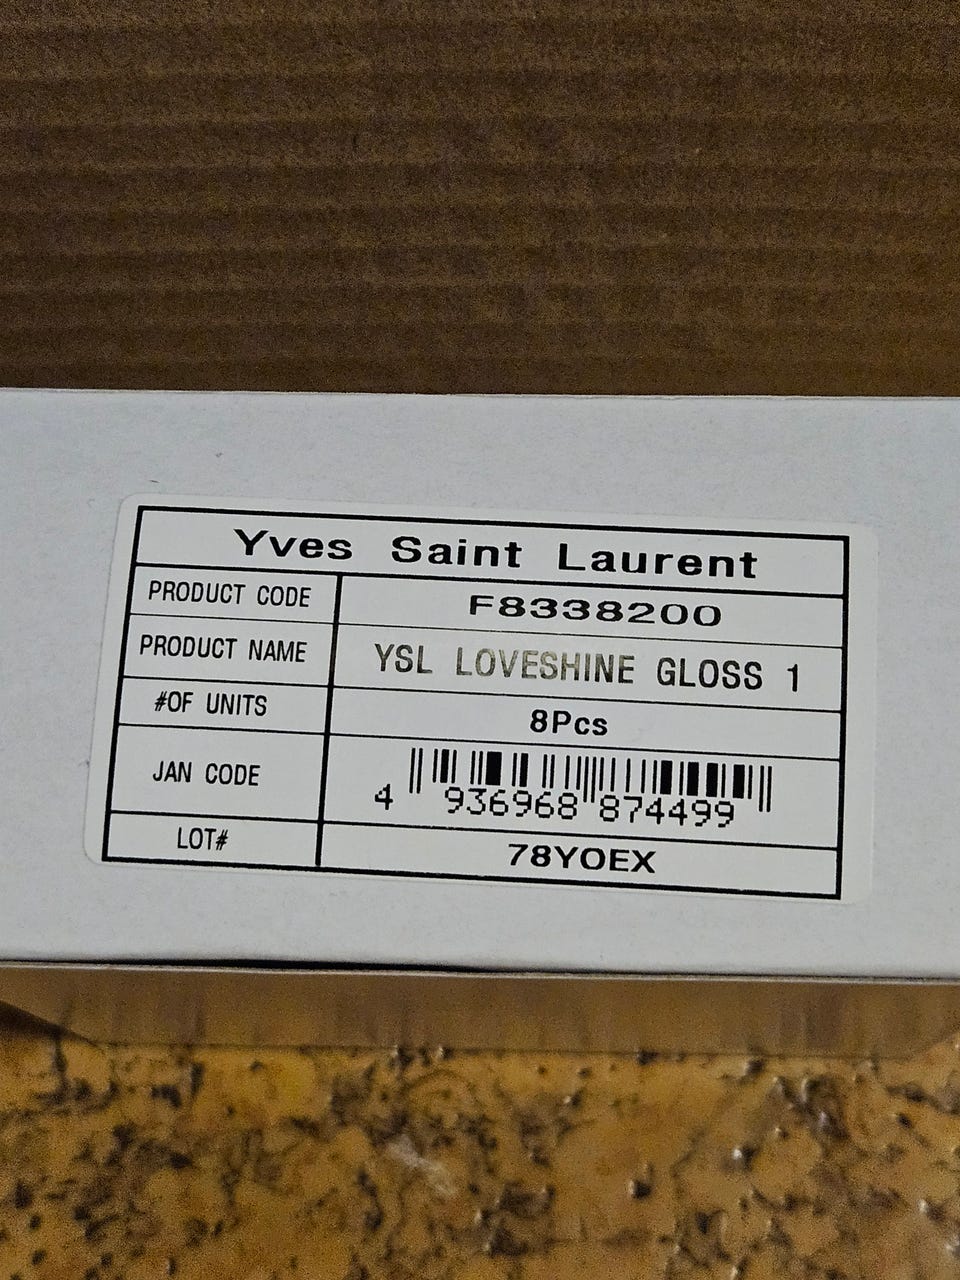 Yves Saint Laurent
PRODUCT CODE F8338200
PRODUCT NAME YSL LOVESHINE GLOSS 1
#OF UNITS 8Pcs
JAN CODE 4 936968 874499
LOT# 78YOEX